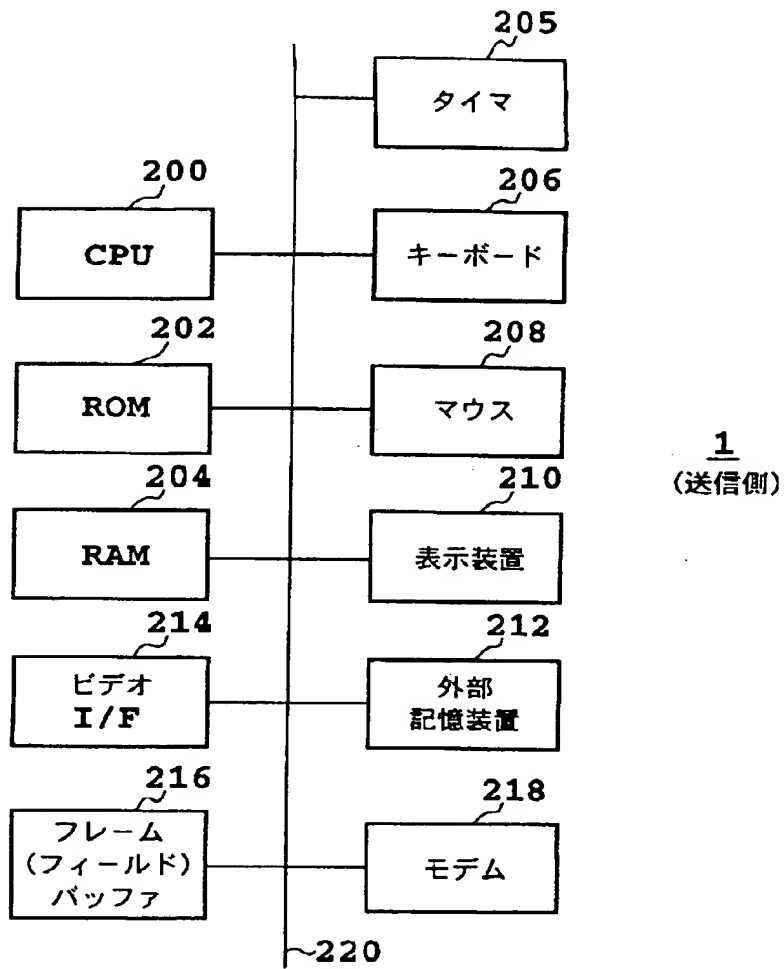 205
タイマ
200
CPU
206
キーボード
202
ROM
208
マウス
1
(送信側)
204
RAM
210
表示装置
214
ビデオ
I/F
212
外部
記憶装置
216
フレーム
(フィールド)
バッファ
218
モデム
220